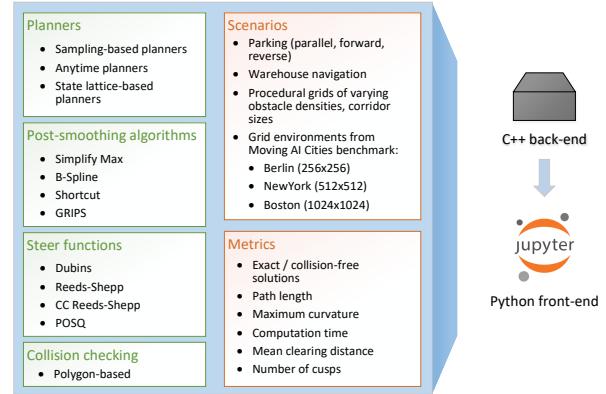 Planners
• Sampling-based planners
• Anytime planners
• State lattice-based
planners
Post-smoothing algorithms
• Simplify Max
• B-Spline
• Shortcut
• GRIPS
Steer functions
• Dubins
• Reeds-Shepp
• CC Reeds-Shepp
• POSQ
Collision checking
• Polygon-based
Scenarios
• Parking (parallel, forward,
reverse)
• Warehouse navigation
• Procedural grids of varying
obstacle densities, corridor
sizes
• Grid environments from
Moving AI Cities benchmark:
• Berlin (256x256)
• NewYork (512x512)
• Boston (1024x1024)
Metrics
• Exact / collision-free
solutions
• Path length
• Maximum curvature
• Computation time
• Mean clearing distance
• Number of cusps
C++ back-end
jupyter
Python front-end